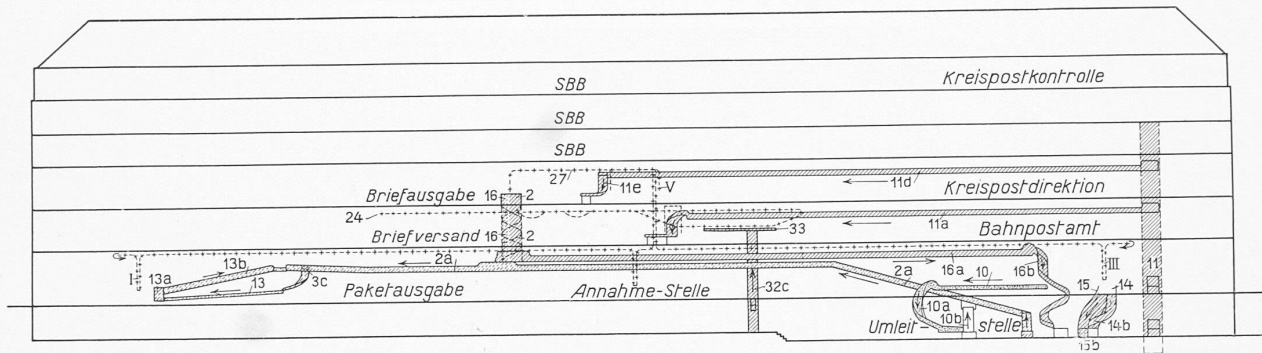 SBB Kreispostkontrolle
SBB
SBB
27 11e V 11d
Briefausgabe 16 2 Kreispostdirektion
24 11a
Briefversand 16 2 33 Bahnpostamt
I 13a 13b 2a 2a 16a 16b III 11
13 3c Paketausgabe Annahme-Stelle 32c 10 15 14
10a 10b
Umleit-stelle 14b
15b